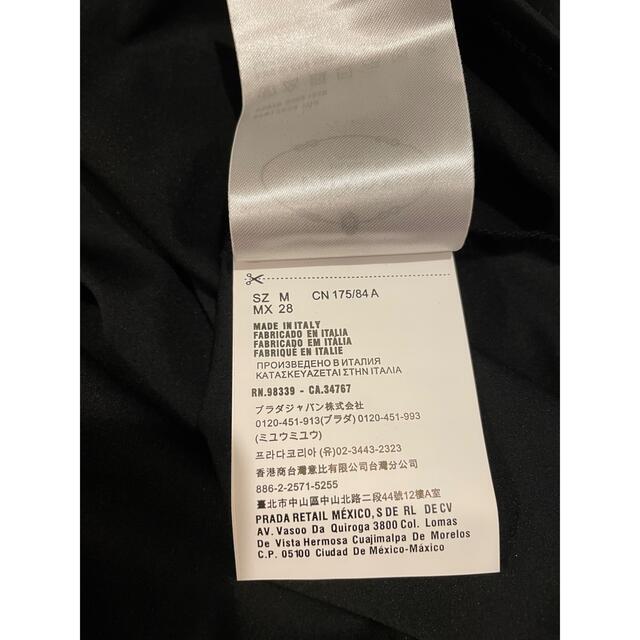 SZ M CN 175/84 A
MX 28
MADE IN ITALY
FABRICADO EN ITALIA
FABRICADO EM ITALIA
FABRIQUÉ EN ITALIE
ПРОИЗВЕДЕНО В ИТАЛИЯ
ΚΑΤΑΣΚΕΥΑΖΕΤΑΙ ΣΤΗΝ ΙΤΑΛΙΑ
RN.98339 - CA.34767
プラダジャパン株式会社
0120-451-913(プラダ) 0120-451-993
(ミユウミユウ)
프라다코리아 (유)02-3443-2323
香港商台灣意比有限公司台灣分公司
886-2-2571-5255
臺北市中山區中山北路二段44號12樓A室
PRADA RETAIL MÉXICO, S DE RL DE CV
AV. Vasoo Da Quiroga 3800 Col. Lomas
De Vista Hermosa Cuajimalpa De Morelos
C.P. 05100 Ciudad De México-México